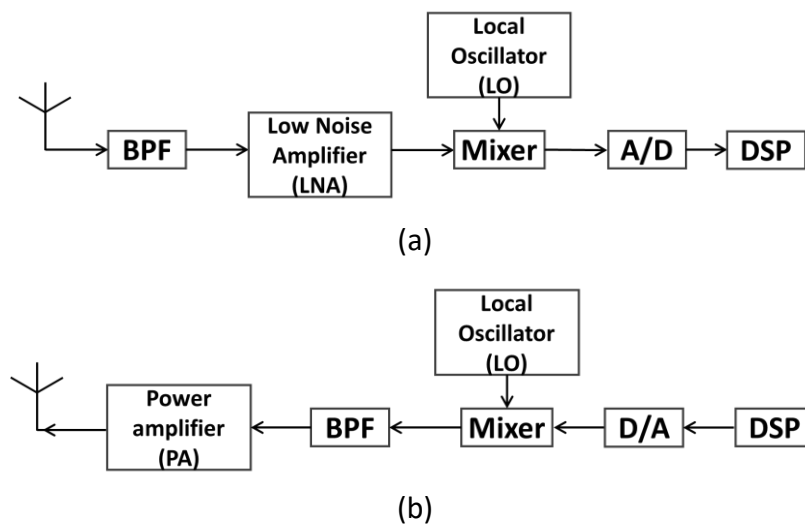 Local
Oscillator
(LO)
BPF
Low Noise
Amplifier
(LNA)
Mixer
A/D
DSP
(a)
Local
Oscillator
(LO)
Power
amplifier
(PA)
BPF
Mixer
D/A
DSP
(b)